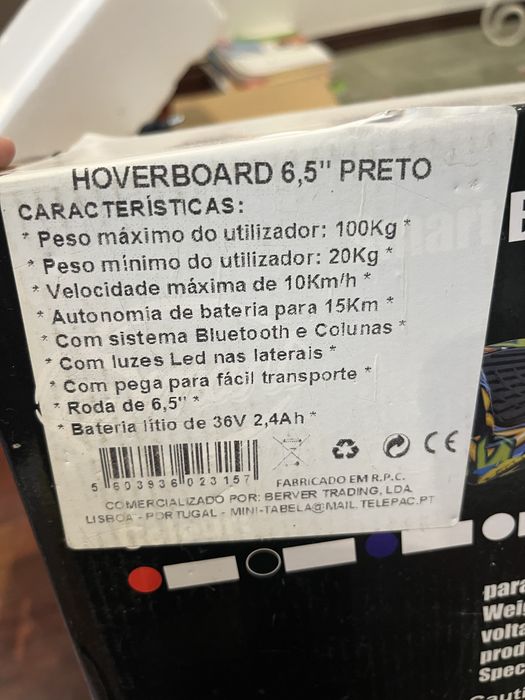 HOVERBOARD 6,5" PRETO
CARACTERÍSTICAS:
* Peso máximo do utilizador: 100Kg *
* Peso mínimo do utilizador: 20Kg *
* Velocidade máxima de 10Km/h *
* Autonomia de bateria para 15Km *
* Com sistema Bluetooth e Colunas *
* Com luzes Led nas laterais *
* Com pega para fácil transporte *
* Roda de 6,5" *
* Bateria lítio de 36V 2,4Ah *
5 603936 023157
CE
FABRICADO EM R.P.C.
COMERCIALIZADO POR: BERVER TRADING, LDA.
LISBOA - PORTUGAL - MINI-TABELA@MAIL.TELEPAC.PT
para
Wei
volta
prod
Spec
Caut